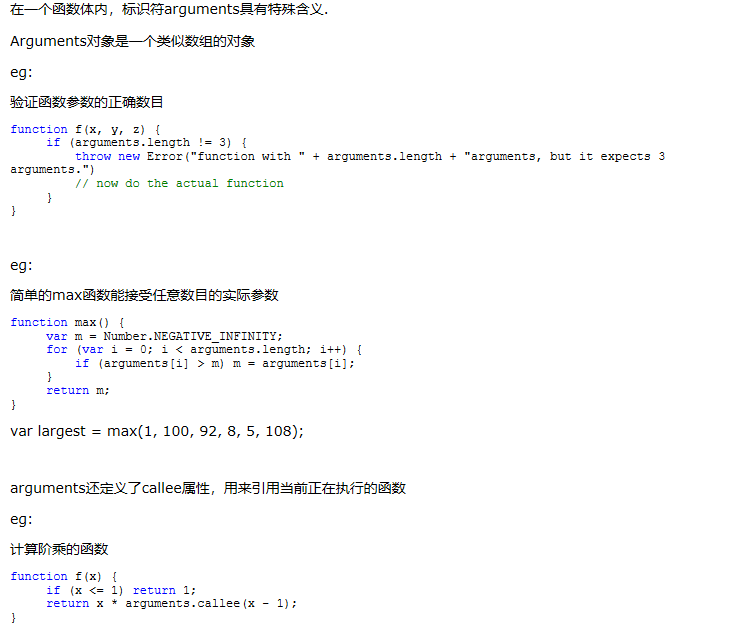 在一个函数体内，标识符arguments具有特殊含义.
Arguments对象是一个类似数组的对象
eg:
验证函数参数的正确数目
function f(x, y, z) {
     if (arguments.length != 3) {
         throw new Error("function with " + arguments.length + "arguments, but it expects 3
arguments.")
         // now do the actual function
     }
}
eg:
简单的max函数能接受任意数目的实际参数
function max() {
     var m = Number.NEGATIVE_INFINITY;
     for (var i = 0; i < arguments.length; i++) {
         if (arguments[i] > m) m = arguments[i];
     }
     return m;
}
var largest = max(1, 100, 92, 8, 5, 108);
arguments还定义了callee属性，用来引用当前正在执行的函数
eg:
计算阶乘的函数
function f(x) {
     if (x <= 1) return 1;
     return x * arguments.callee(x - 1);
}